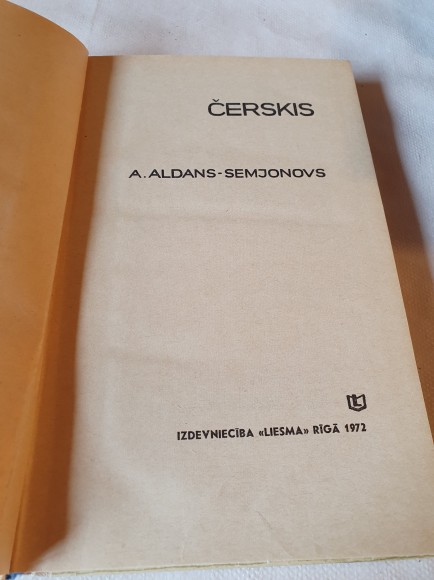 ČERSKIS
A. ALDANS-SEMJONOVS
IZDEVNIECĪBA «LIESMA» RĪGĀ 1972